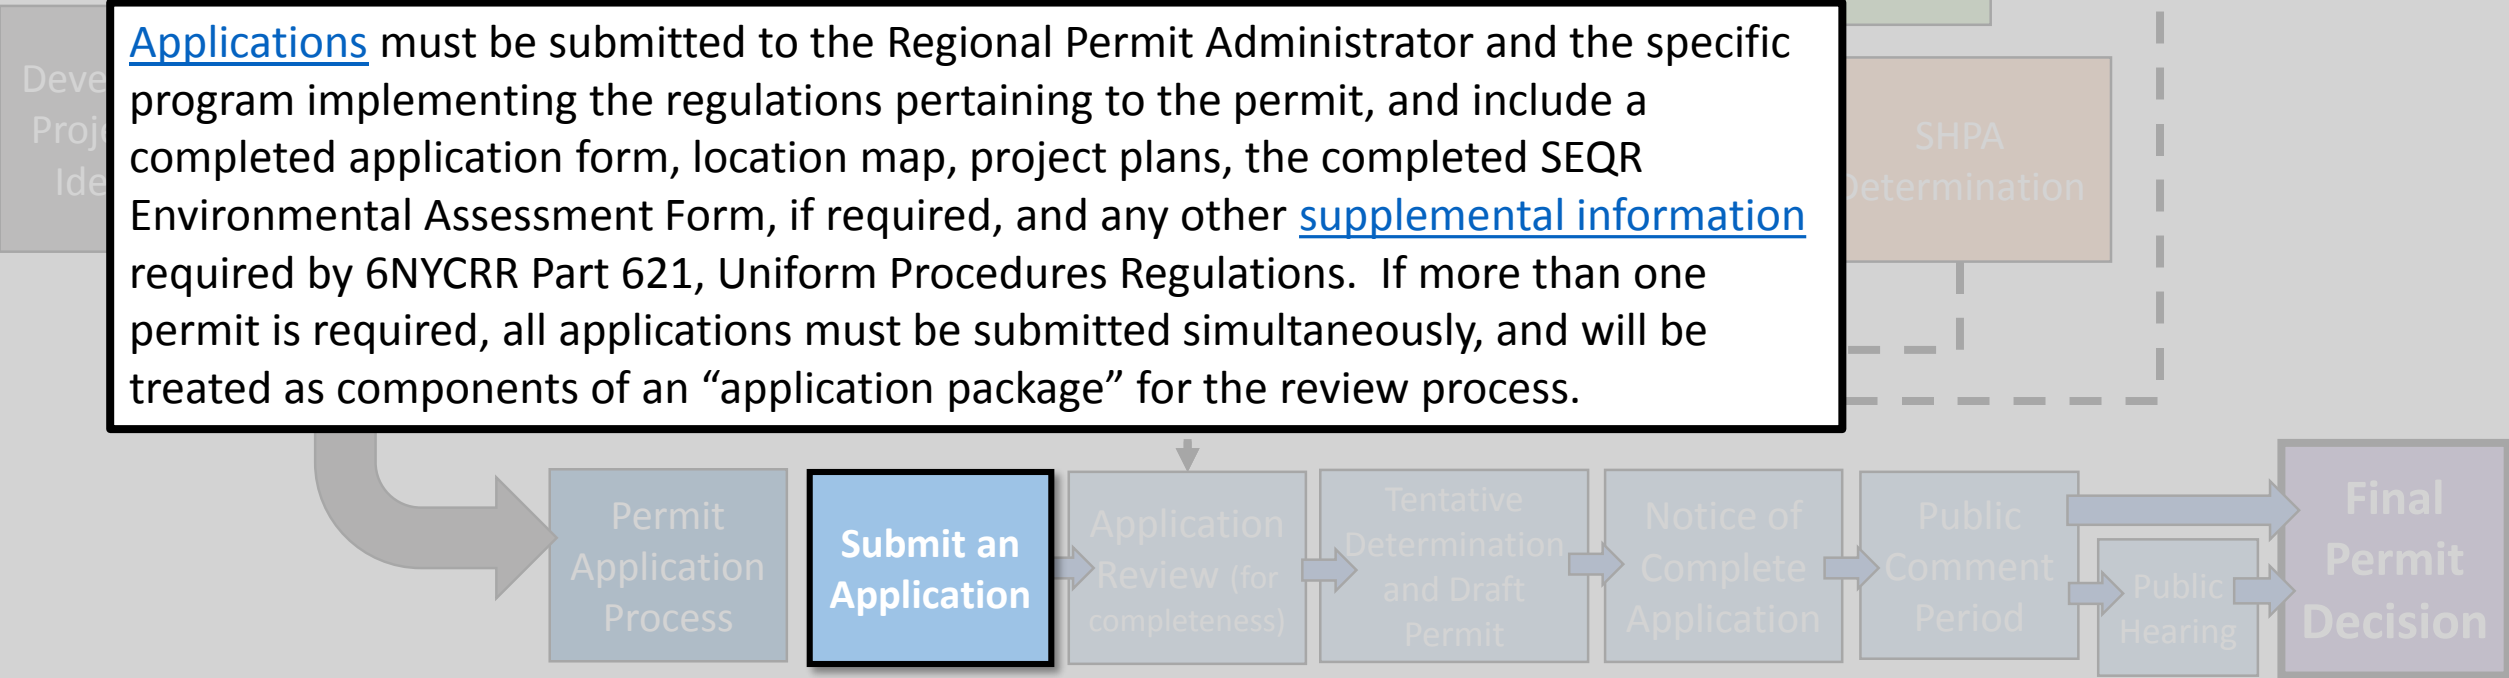 Applications must be submitted to the Regional Permit Administrator and the specific
program implementing the regulations pertaining to the permit, and include a
completed application form, location map, project plans, the completed SEQR
Environmental Assessment Form, if required, and any other supplemental information
required by 6NYCRR Part 621, Uniform Procedures Regulations.  If more than one
permit is required, all applications must be submitted simultaneously, and will be
treated as components of an “application package” for the review process.
SHPA
Determination
Permit
Application
Process
Submit an
Application
Application
Review (for
completeness)
Tentative
Determination
and Draft
Permit
Notice of
Complete
Application
Public
Comment
Period
Public
Hearing
Final
Permit
Decision